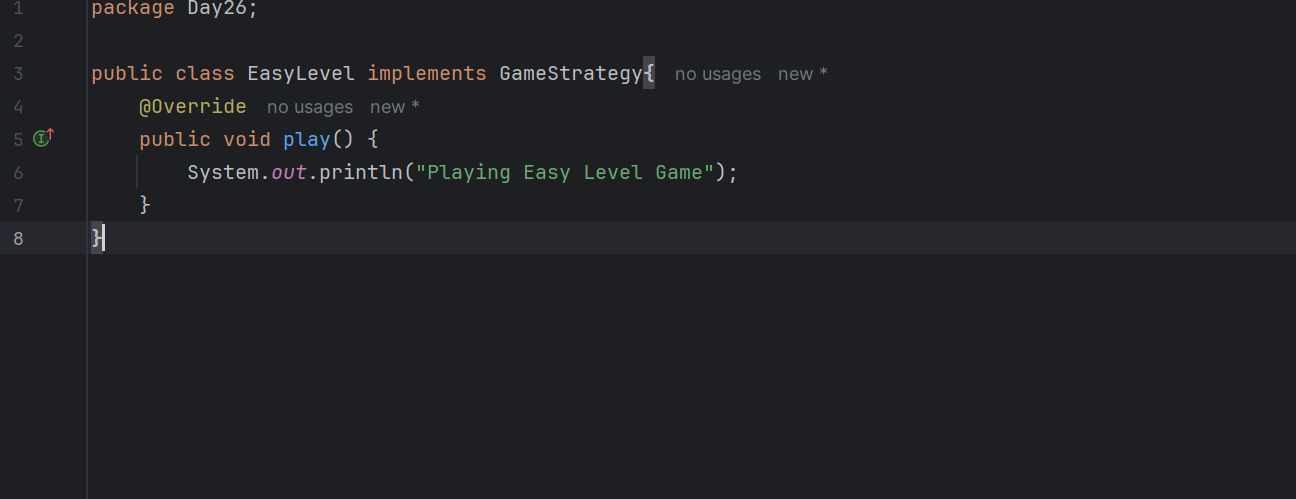 1 package Day26;
2
3 public class EasyLevel implements GameStrategy{ no usages new *
4 @Override no usages new *
5 public void play() {
6 System.out.println("Playing Easy Level Game");
7 }
8 }